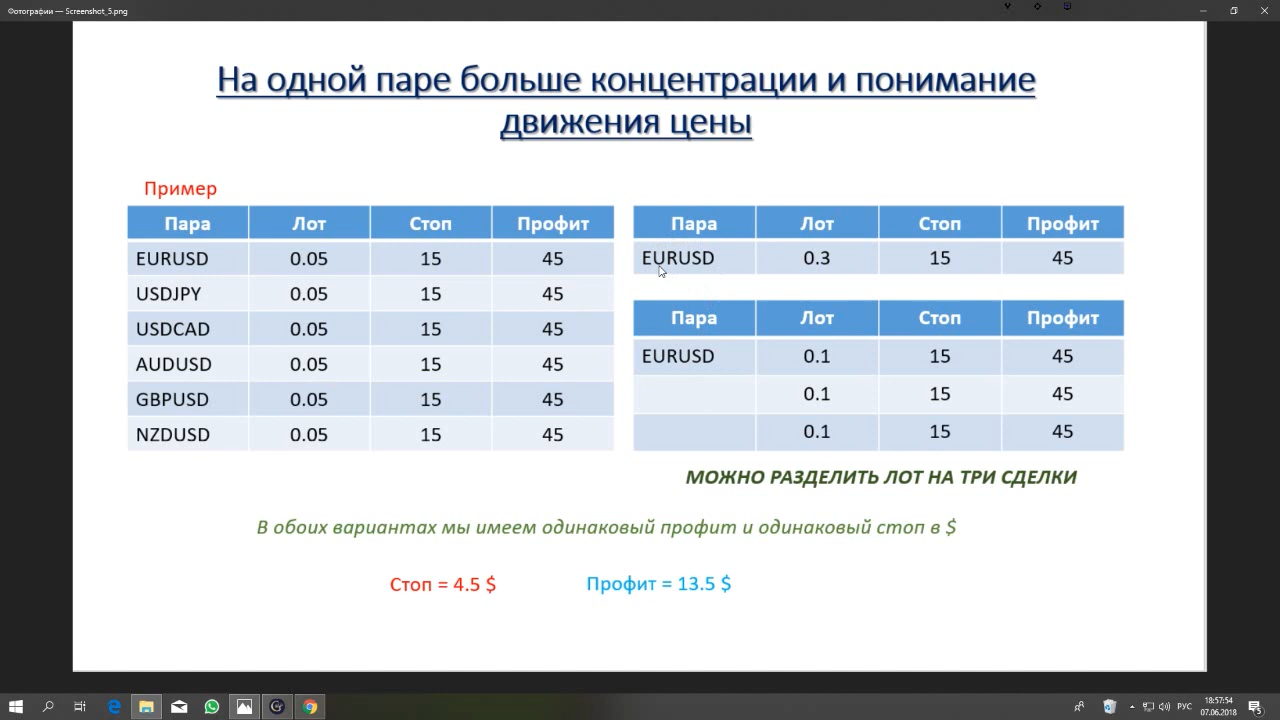 Фотографии — Screenshot_5.png
На одной паре больше концентрации и понимание
движения цены
Пример
Пара Лот Стоп Профит
EURUSD 0.05 15 45
USDJPY 0.05 15 45
USDCAD 0.05 15 45
AUDUSD 0.05 15 45
GBPUSD 0.05 15 45
NZDUSD 0.05 15 45
Пара Лот Стоп Профит
EURUSD 0.3 15 45
Пара Лот Стоп Профит
EURUSD 0.1 15 45
0.1 15 45
0.1 15 45
МОЖНО РАЗДЕЛИТЬ ЛОТ НА ТРИ СДЕЛКИ
В обоих вариантах мы имеем одинаковый профит и одинаковый стоп в $
Стоп = 4.5 $ Профит = 13.5 $
РУС
18:57:54
07.06.2018
5